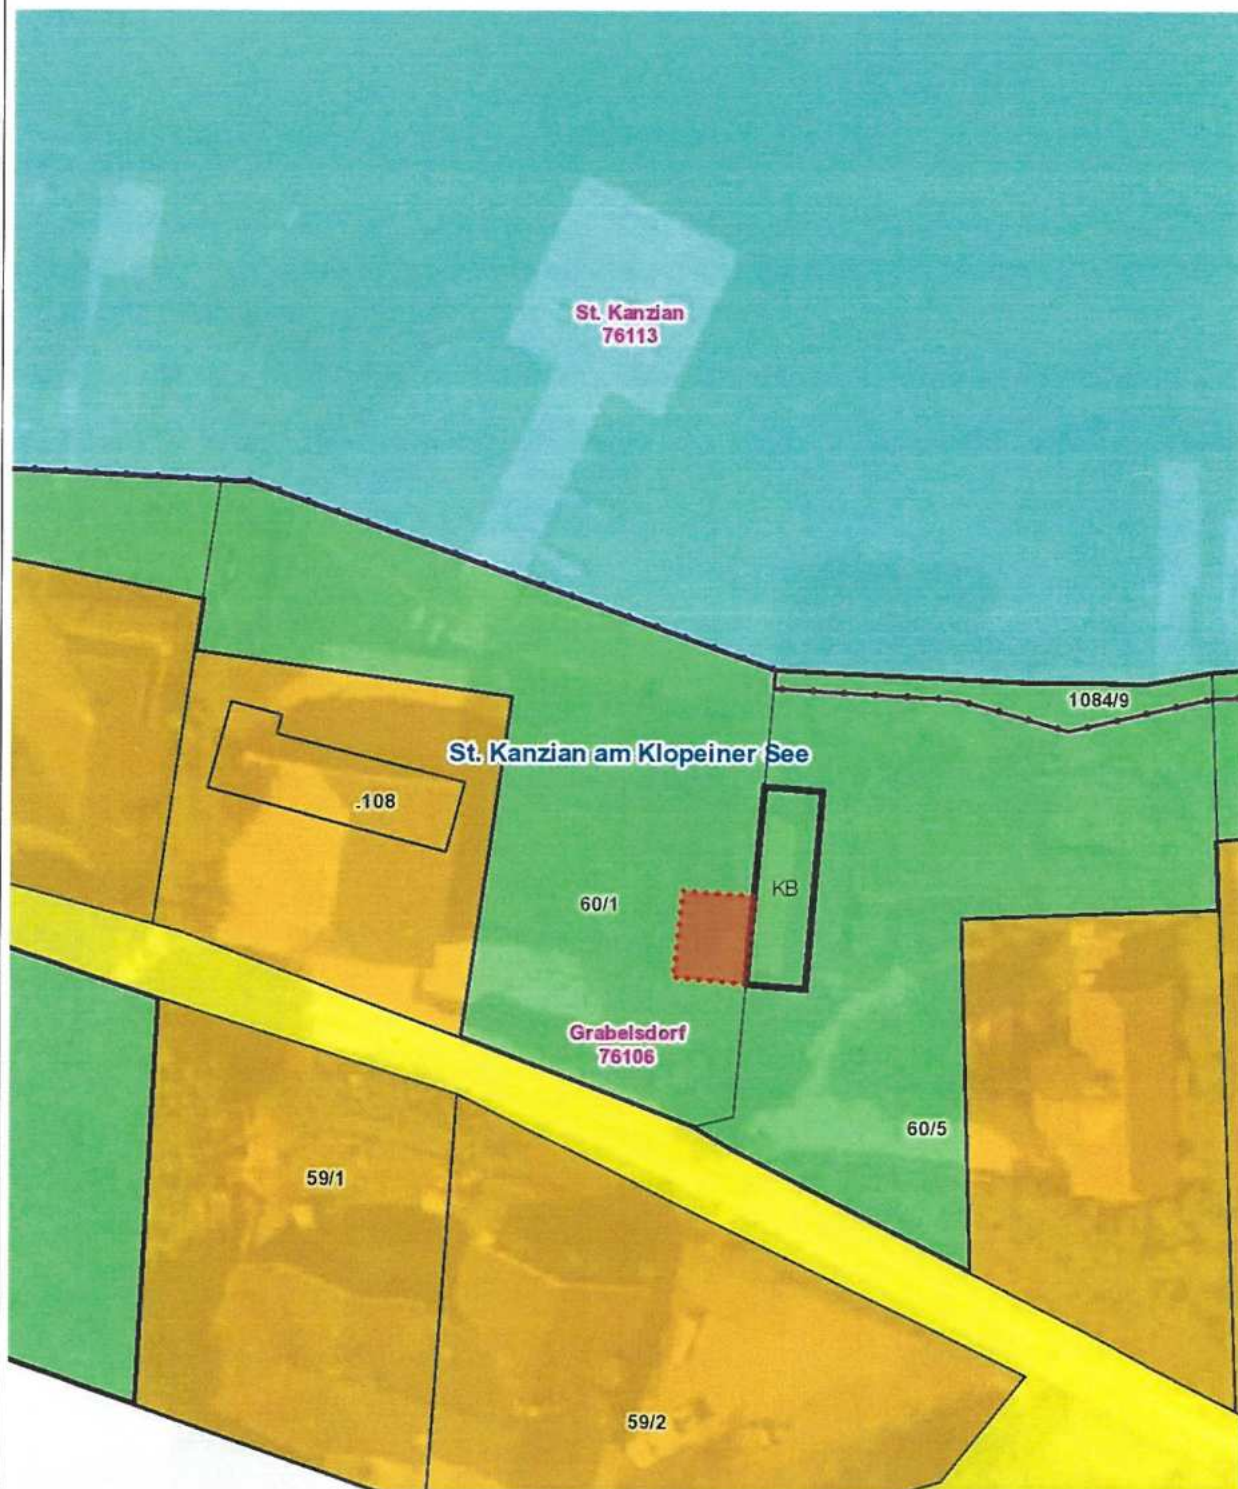 St. Kanzian
76113
1084/9
St. Kanzian am Klopeiner See
.108
KB
60/1
Grabelsdorf
76106
60/5
59/1
59/2